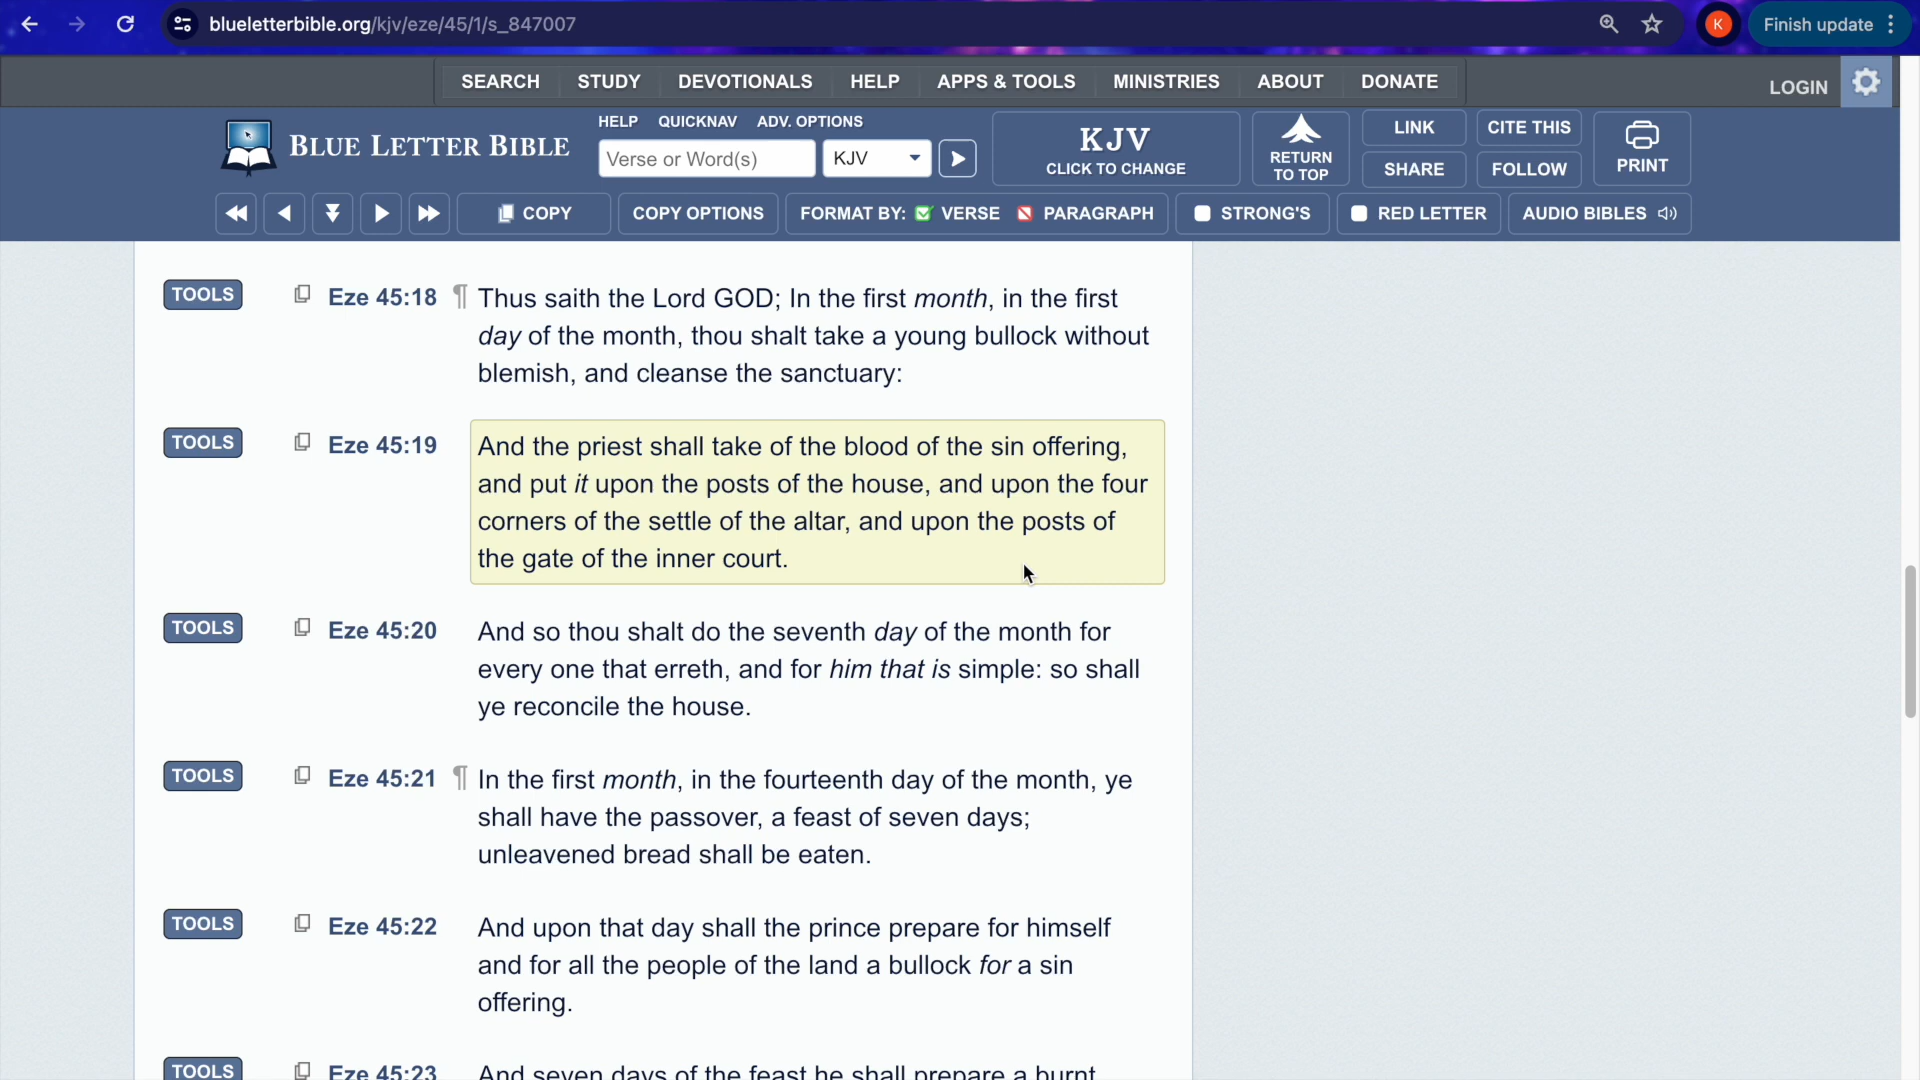 blueletterbible.org/kjv/eze/45/1/s_847007
K
Finish update
SEARCH STUDY DEVOTIONALS HELP APPS & TOOLS MINISTRIES ABOUT DONATE
LOGIN
BLUE LETTER BIBLE
HELP QUICKNAV ADV. OPTIONS
Verse or Word(s)
KJV
KJV
CLICK TO CHANGE
RETURN
TO TOP
LINK
CITE THIS
SHARE
FOLLOW
PRINT
COPY
COPY OPTIONS
FORMAT BY: VERSE PARAGRAPH
STRONG'S
RED LETTER
AUDIO BIBLES
TOOLS Eze 45:18 ¶ Thus saith the Lord GOD; In the first month, in the first
day of the month, thou shalt take a young bullock without
blemish, and cleanse the sanctuary:
TOOLS Eze 45:19 And the priest shall take of the blood of the sin offering,
and put it upon the posts of the house, and upon the four
corners of the settle of the altar, and upon the posts of
the gate of the inner court.
TOOLS Eze 45:20 And so thou shalt do the seventh day of the month for
every one that erreth, and for him that is simple: so shall
ye reconcile the house.
TOOLS Eze 45:21 ¶ In the first month, in the fourteenth day of the month, ye
shall have the passover, a feast of seven days;
unleavened bread shall be eaten.
TOOLS Eze 45:22 And upon that day shall the prince prepare for himself
and for all the people of the land a bullock for a sin
offering.
TOOLS Eze 45:23 And seven days of the feast he shall prepare a burnt